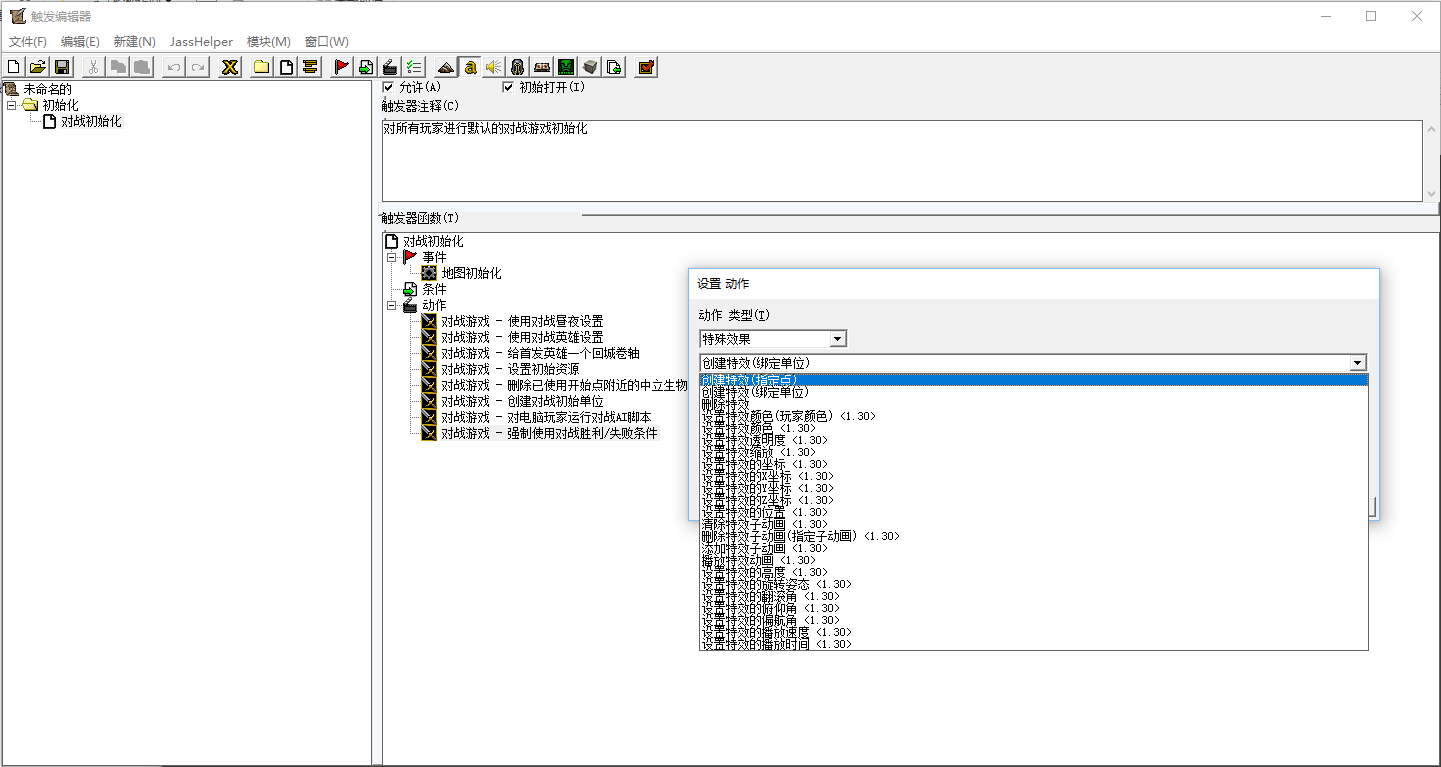 触发编辑器
文件(F) 编辑(E) 新建(N) JassHelper 模块(M) 窗口(W)
未命名的
初始化
对战初始化
允许(A) 初始打开(I)
触发器注释(C)
对所有玩家进行默认的对战游戏初始化
触发器函数(T)
对战初始化
事件
地图初始化
条件
动作
对战游戏 - 使用对战昼夜设置
对战游戏 - 使用对战英雄设置
对战游戏 - 给首发英雄一个回城卷轴
对战游戏 - 设置初始资源
对战游戏 - 删除已使用开始点附近的中立生物
对战游戏 - 创建对战初始单位
对战游戏 - 对电脑玩家运行对战AI脚本
对战游戏 - 强制使用对战胜利/失败条件
设置 动作
动作 类型(T)
特殊效果
创建特效(绑定单位)
创建特效(指定点)
创建特效(绑定单位)
删除特效
设置特效颜色(玩家颜色) <1.30>
设置特效颜色 <1.30>
设置特效透明度 <1.30>
设置特效缩放 <1.30>
设置特效的坐标 <1.30>
设置特效的X坐标 <1.30>
设置特效的Y坐标 <1.30>
设置特效的Z坐标 <1.30>
设置特效的位置 <1.30>
清除特效子动画 <1.30>
删除特效子动画(指定子动画) <1.30>
添加特效子动画 <1.30>
播放特效动画 <1.30>
设置特效的高度 <1.30>
设置特效的旋转姿态 <1.30>
设置特效的翻滚角 <1.30>
设置特效的俯仰角 <1.30>
设置特效的偏航角 <1.30>
设置特效的播放速度 <1.30>
设置特效的播放时间 <1.30>